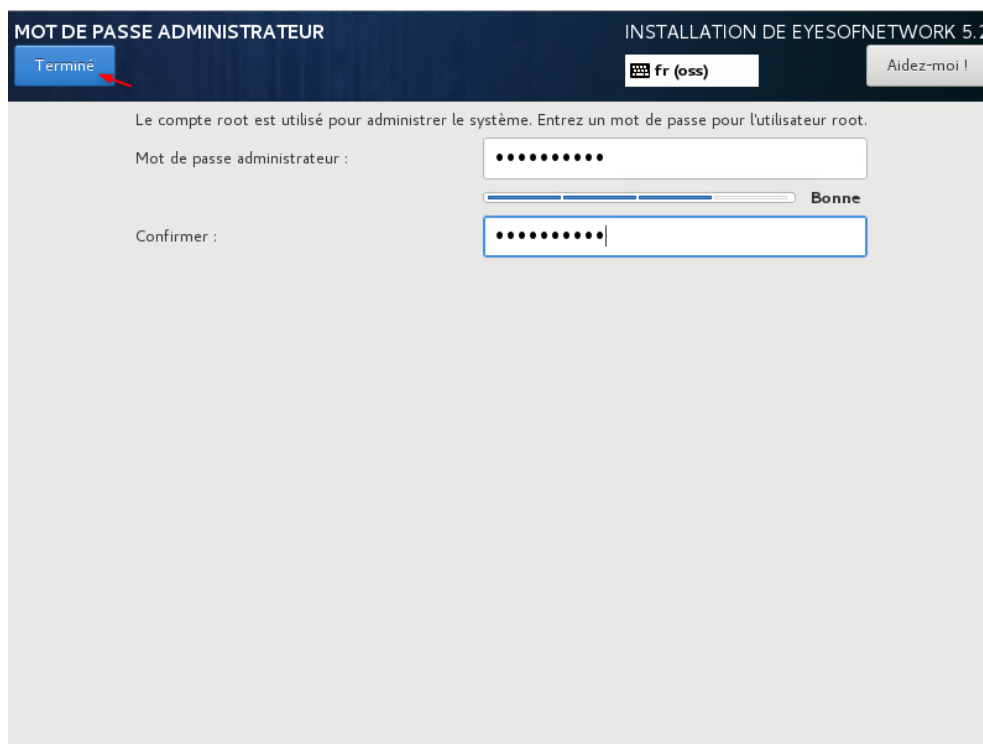 MOT DE PASSE ADMINISTRATEUR
INSTALLATION DE EYESOFNETWORK 5.2
Terminé
fr (oss)
Aidez-moi !
Le compte root est utilisé pour administrer le système. Entrez un mot de passe pour l'utilisateur root.
Mot de passe administrateur :
••••••••••
Bonne
Confirmer :
••••••••••